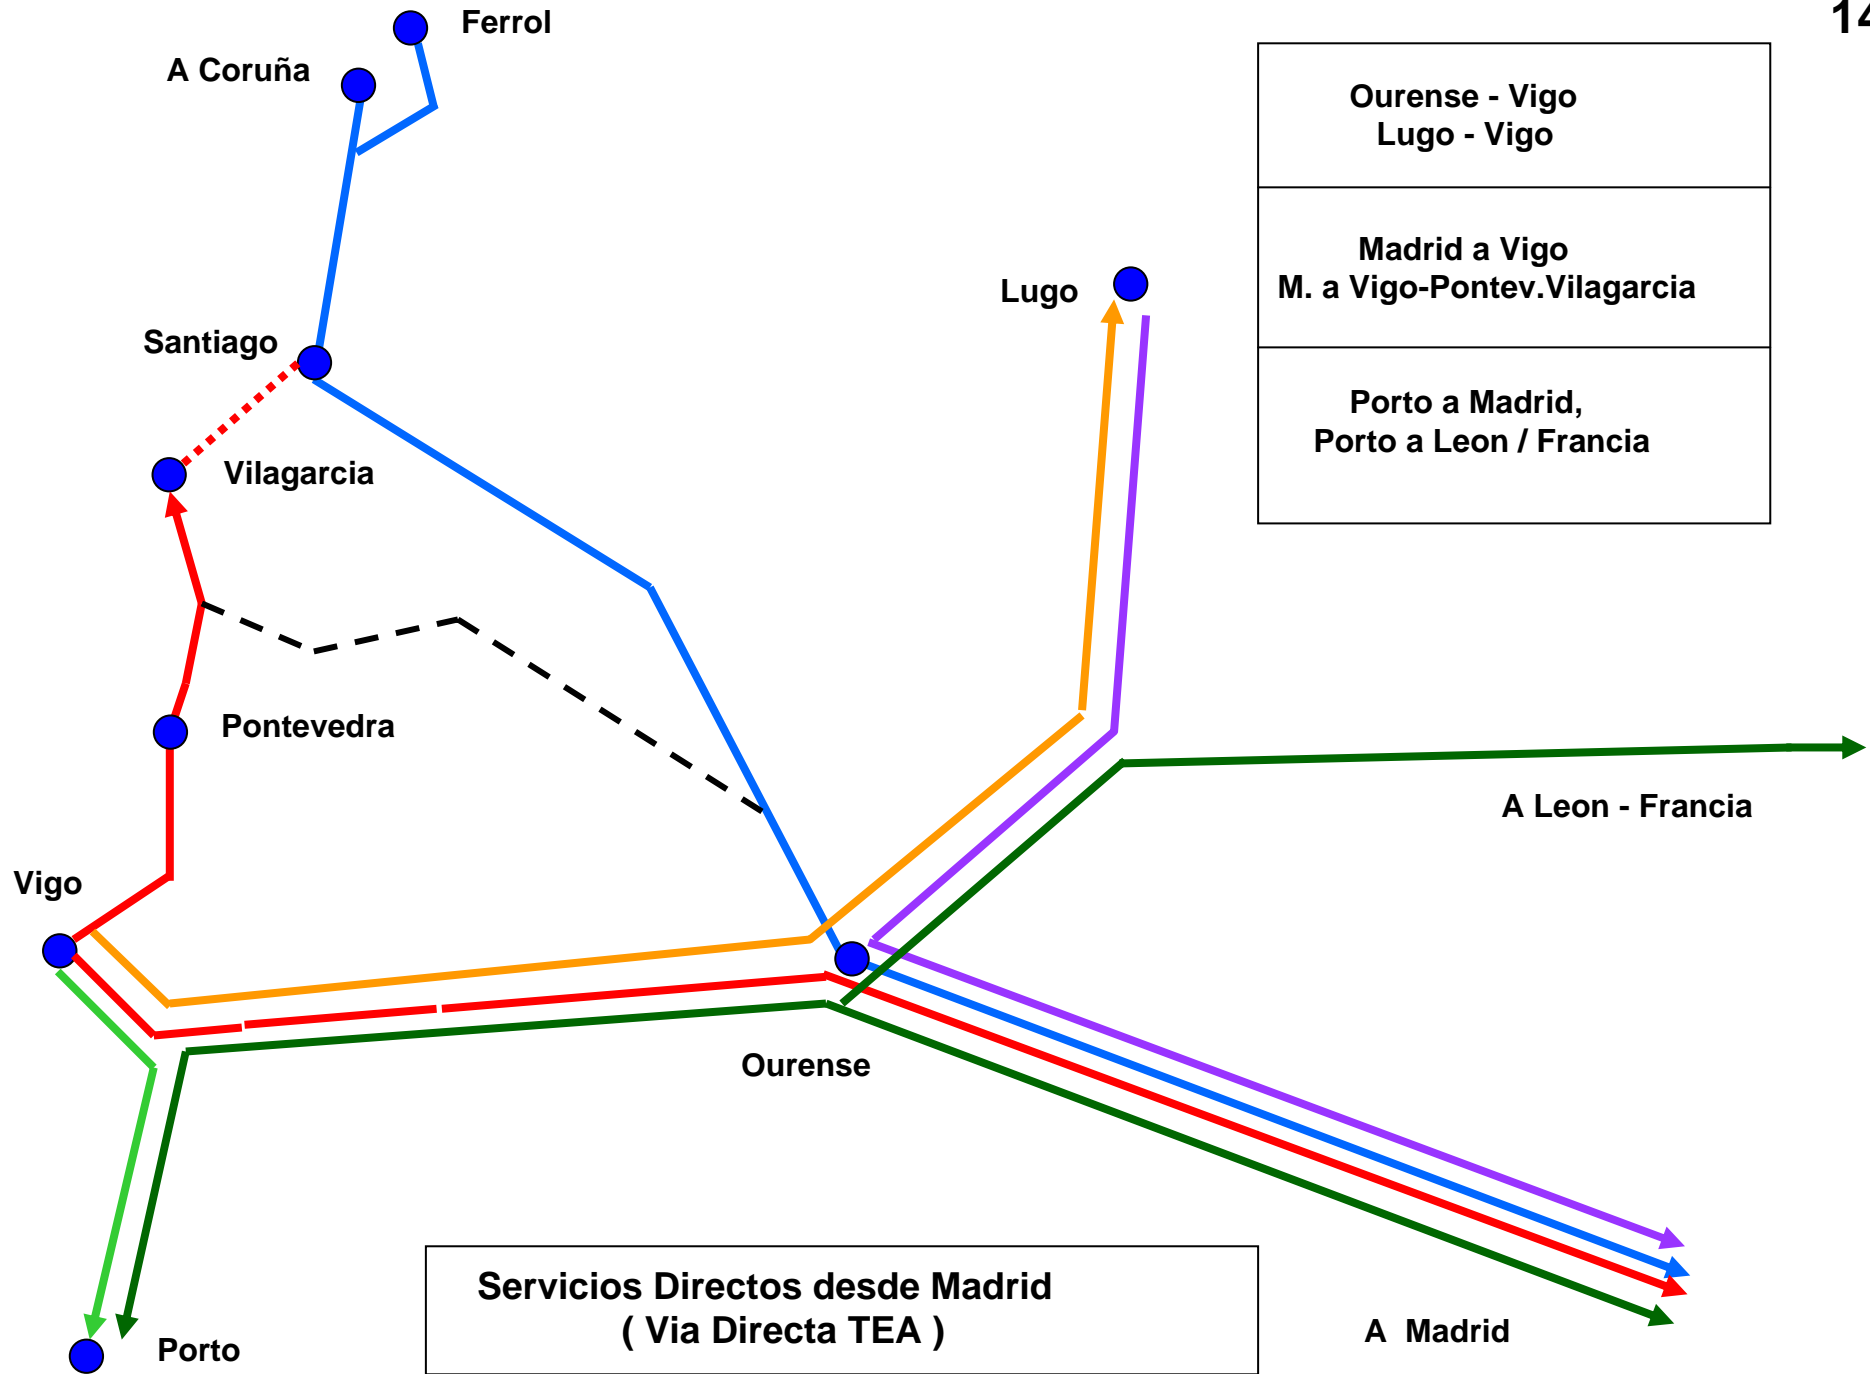 14
Ferrol
A Coruña
Ourense - Vigo
Lugo - Vigo
Madrid a Vigo
M. a Vigo-Pontev.Vilagarcia
Lugo
Santiago
Porto a Madrid,
Porto a Leon / Francia
Vilagarcia
Pontevedra
A Leon - Francia
Vigo
Ourense
Servicios Directos desde Madrid
( Via Directa TEA )
A Madrid
Porto